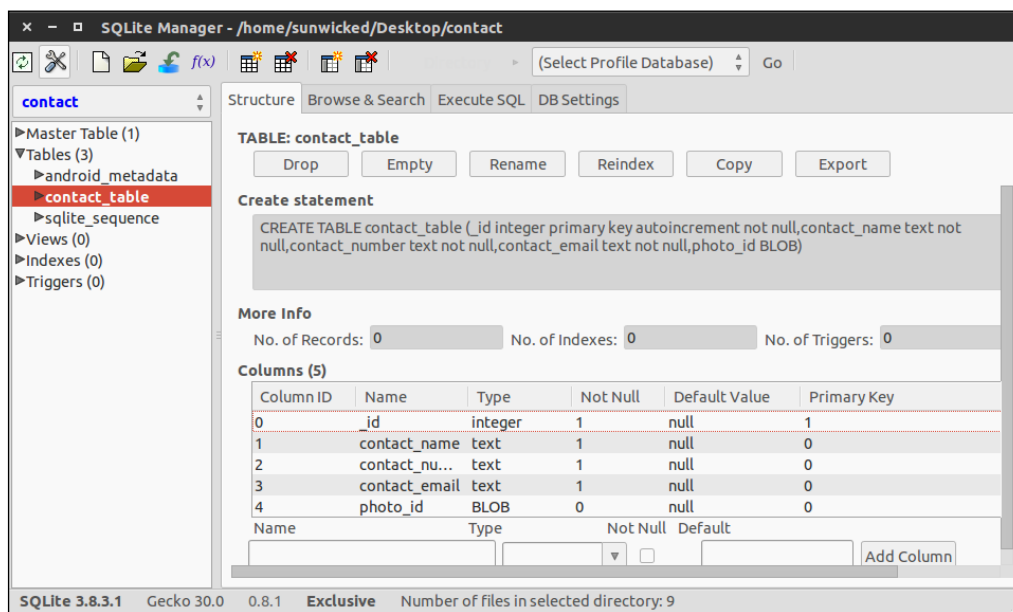 SQLite Manager - /home/sunwicked/Desktop/contact
f(x) (Select Profile Database) Go
contact
Structure Browse & Search Execute SQL DB Settings
Master Table (1)
Tables (3)
android_metadata
contact_table
sqlite_sequence
Views (0)
Indexes (0)
Triggers (0)
TABLE: contact_table
Drop Empty Rename Reindex Copy Export
Create statement
CREATE TABLE contact_table (_id integer primary key autoincrement not null,contact_name text not
null,contact_number text not null,contact_email text not null,photo_id BLOB)
More Info
No. of Records: 0 No. of Indexes: 0 No. of Triggers: 0
Columns (5)
Column ID Name Type Not Null Default Value Primary Key
0 _id integer 1 null 1
1 contact_name text 1 null 0
2 contact_nu... text 1 null 0
3 contact_email text 1 null 0
4 photo_id BLOB 0 null 0
Name Type Not Null Default
Add Column
SQLite 3.8.3.1 Gecko 30.0 0.8.1 Exclusive Number of files in selected directory: 9